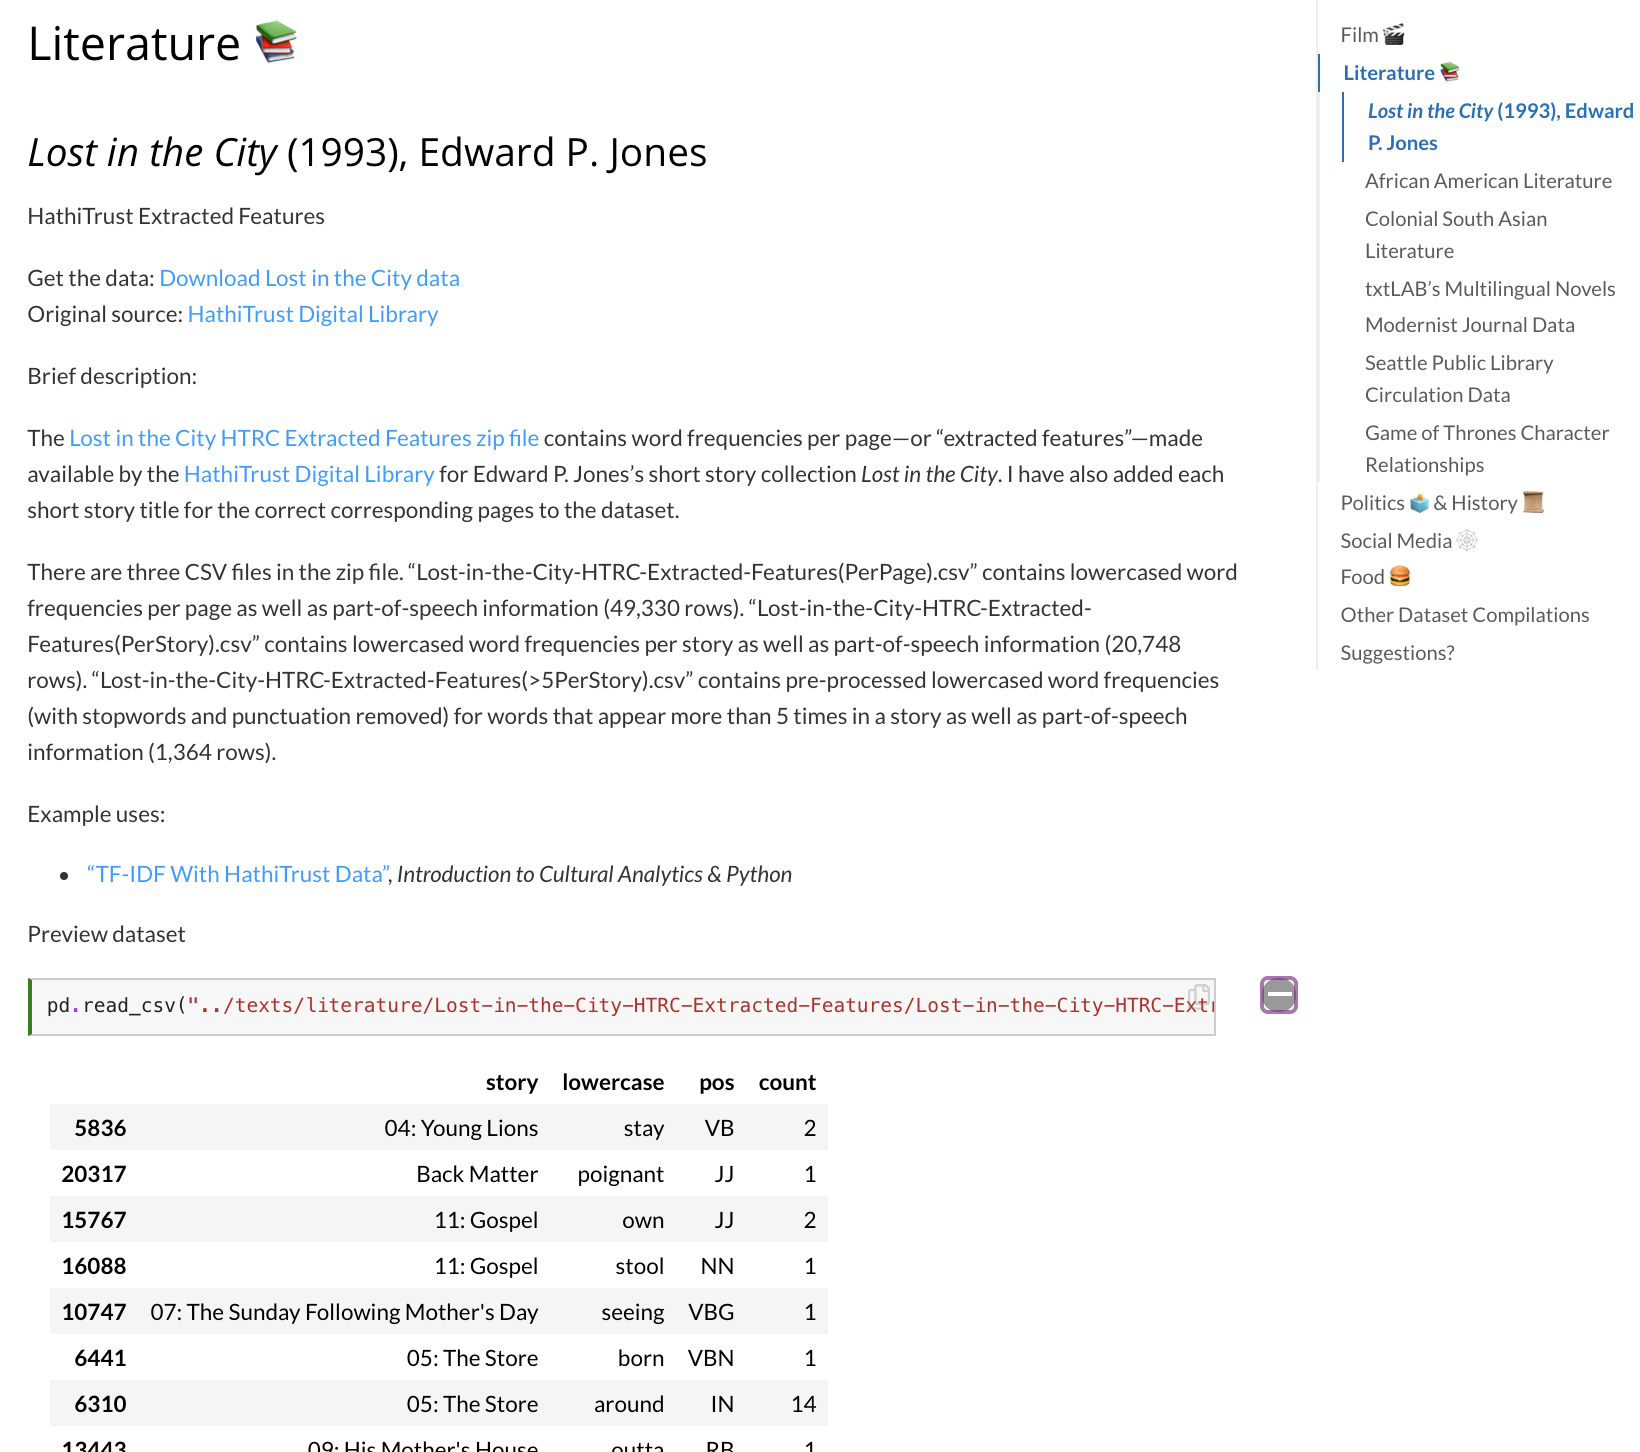 Literature 📚
Lost in the City (1993), Edward P. Jones
HathiTrust Extracted Features
Get the data: Download Lost in the City data
Original source: HathiTrust Digital Library
Brief description:
The Lost in the City HTRC Extracted Features zip file contains word frequencies per page—or “extracted features”—made
available by the HathiTrust Digital Library for Edward P. Jones’s short story collection Lost in the City. I have also added each
short story title for the correct corresponding pages to the dataset.
There are three CSV files in the zip file. “Lost-in-the-City-HTRC-Extracted-Features(PerPage).csv” contains lowercased word
frequencies per page as well as part-of-speech information (49,330 rows). “Lost-in-the-City-HTRC-Extracted-
Features(PerStory).csv” contains lowercased word frequencies per story as well as part-of-speech information (20,748
rows). “Lost-in-the-City-HTRC-Extracted-Features(>5PerStory).csv” contains pre-processed lowercased word frequencies
(with stopwords and punctuation removed) for words that appear more than 5 times in a story as well as part-of-speech
information (1,364 rows).
Example uses:
• “TF-IDF With HathiTrust Data”, Introduction to Cultural Analytics & Python
Preview dataset
pd.read_csv("../texts/literature/Lost-in-the-City-HTRC-Extracted-Features/Lost-in-the-City-HTRC-Extr
story lowercase pos count
5836 04: Young Lions stay VB 2
20317 Back Matter poignant JJ 1
15767 11: Gospel own JJ 2
16088 11: Gospel stool NN 1
10747 07: The Sunday Following Mother's Day seeing VBG 1
6441 05: The Store born VBN 1
6310 05: The Store around IN 14
13443 09: His Mother's House outta RB 1
Film 🎬
Literature 📚
Lost in the City (1993), Edward
P. Jones
African American Literature
Colonial South Asian
Literature
txtLAB’s Multilingual Novels
Modernist Journal Data
Seattle Public Library
Circulation Data
Game of Thrones Character
Relationships
Politics 🗳️ & History 📜
Social Media 🕸️
Food 🍔
Other Dataset Compilations
Suggestions?